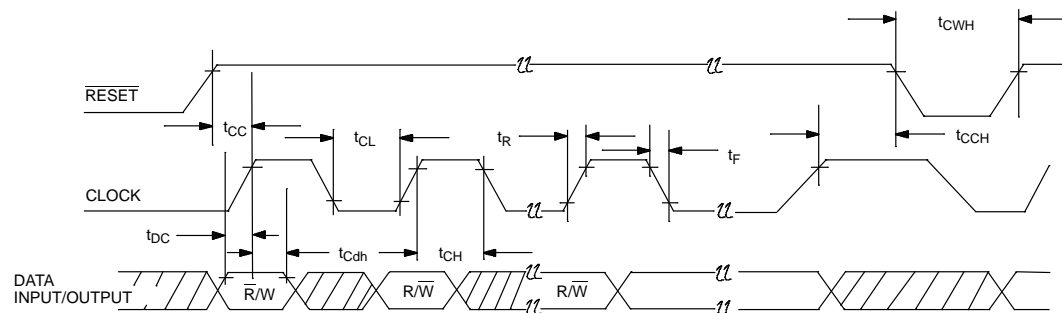 tCWH
RESET
tCC
tCL
tR
tF
tCCH
CLOCK
tDC
tCdh
tCH
DATA
INPUT/OUTPUT
R/W
R/W
R/W